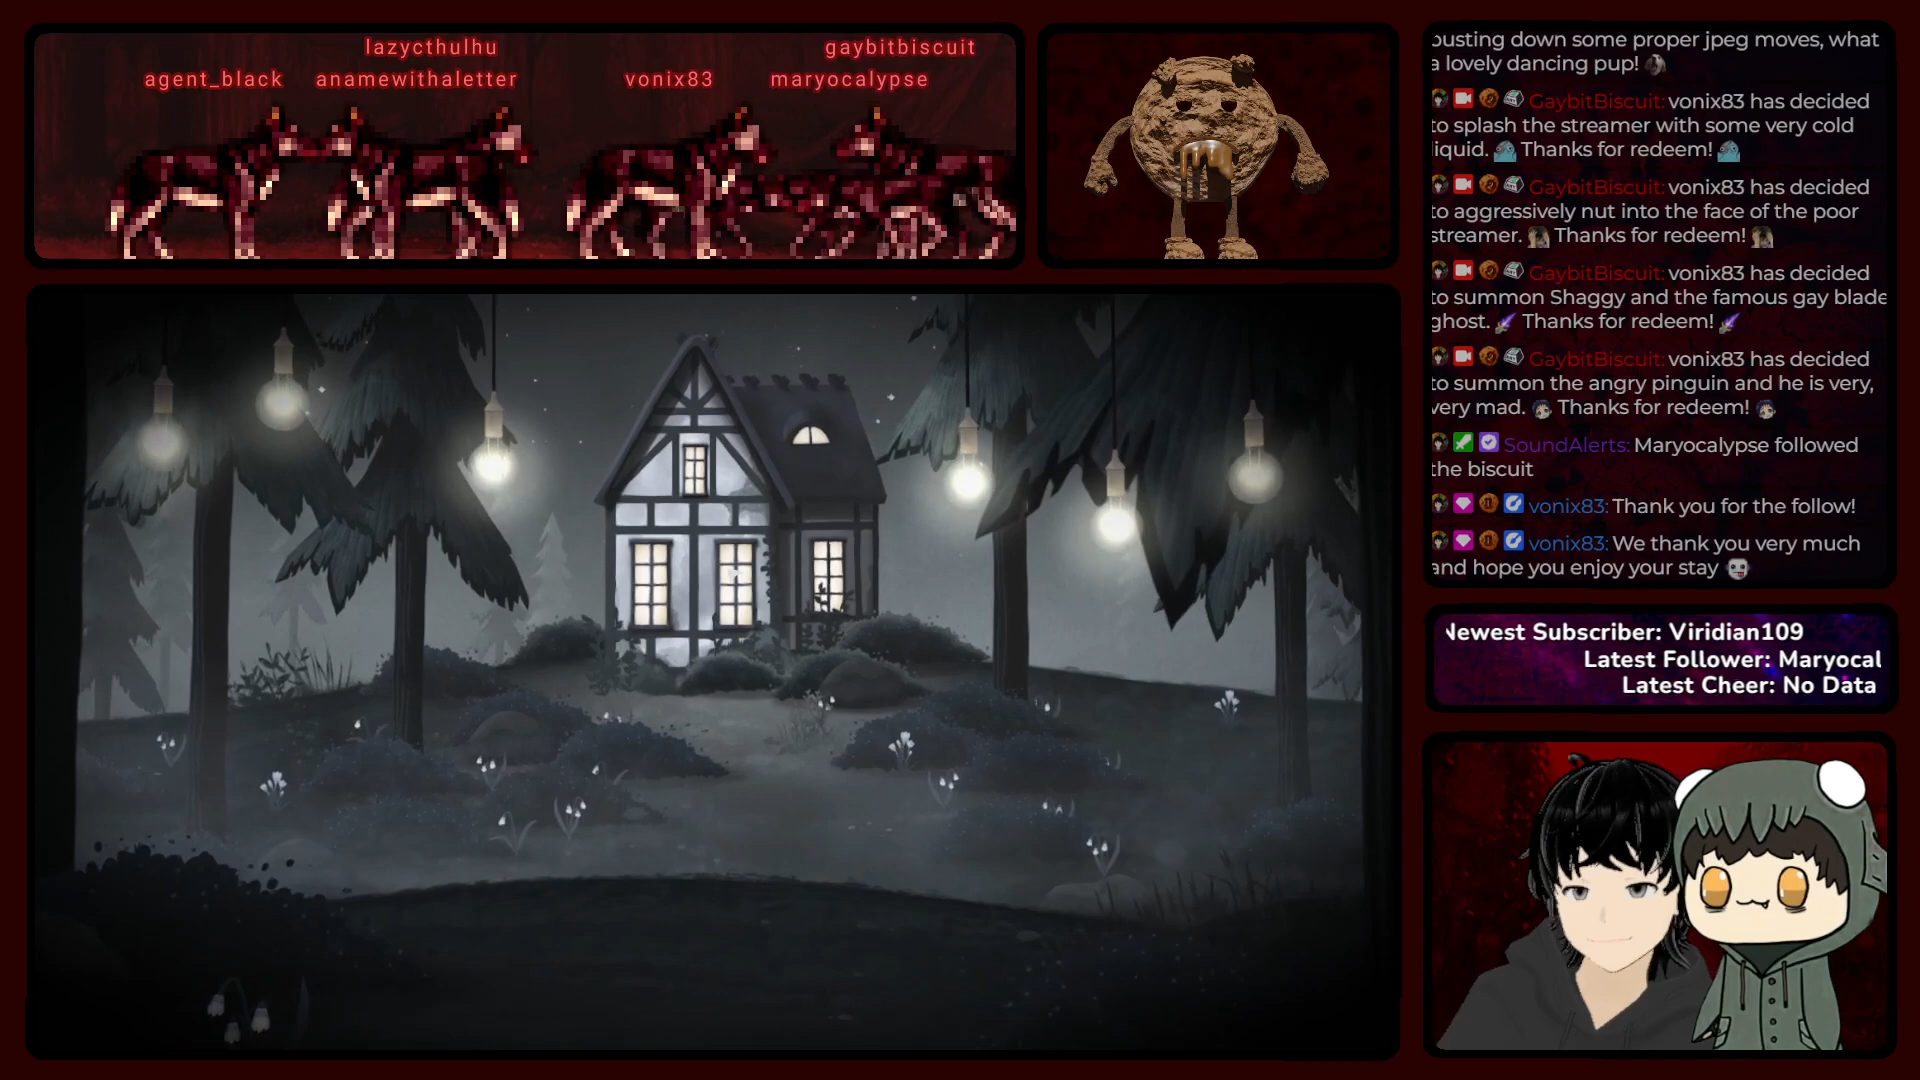 lazycthulhu
gaybitbiscuit
agent_black
anamewithaletter
vonix83
maryocalypse
busting down some proper jpeg moves, what
a lovely dancing pup!
GaybitBiscuit: vonix83 has decided
to splash the streamer with some very cold
liquid. Thanks for redeem!
GaybitBiscuit: vonix83 has decided
to aggressively nut into the face of the poor
streamer. Thanks for redeem!
GaybitBiscuit: vonix83 has decided
to summon Shaggy and the famous gay blade
ghost. Thanks for redeem!
GaybitBiscuit: vonix83 has decided
to summon the angry pinguin and he is very,
very mad. Thanks for redeem!
SoundAlerts: Maryocalypse followed
the biscuit
vonix83: Thank you for the follow!
vonix83: We thank you very much
and hope you enjoy your stay
Newest Subscriber: Viridian109
Latest Follower: Maryocal
Latest Cheer: No Data